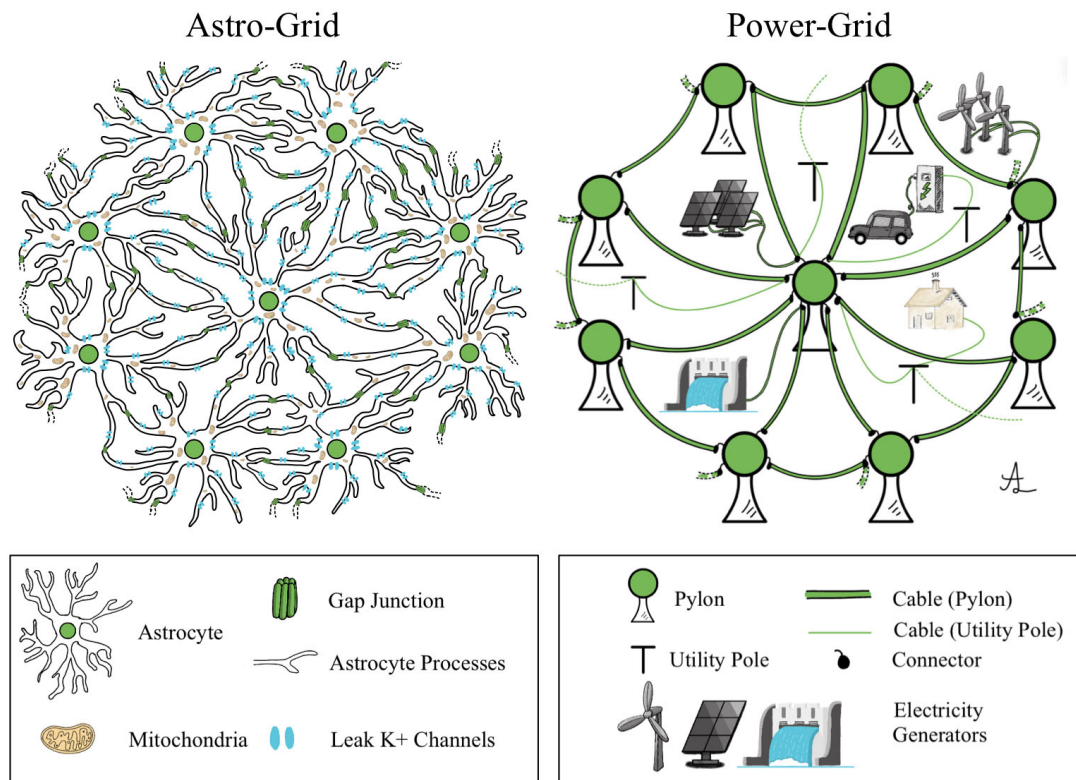 Astro-Grid
Power-Grid
Astrocyte
Gap Junction
Astrocyte Processes
Mitochondria
Leak K+ Channels
Pylon
Cable (Pylon)
Cable (Utility Pole)
Utility Pole
Connector
Electricity
Generators